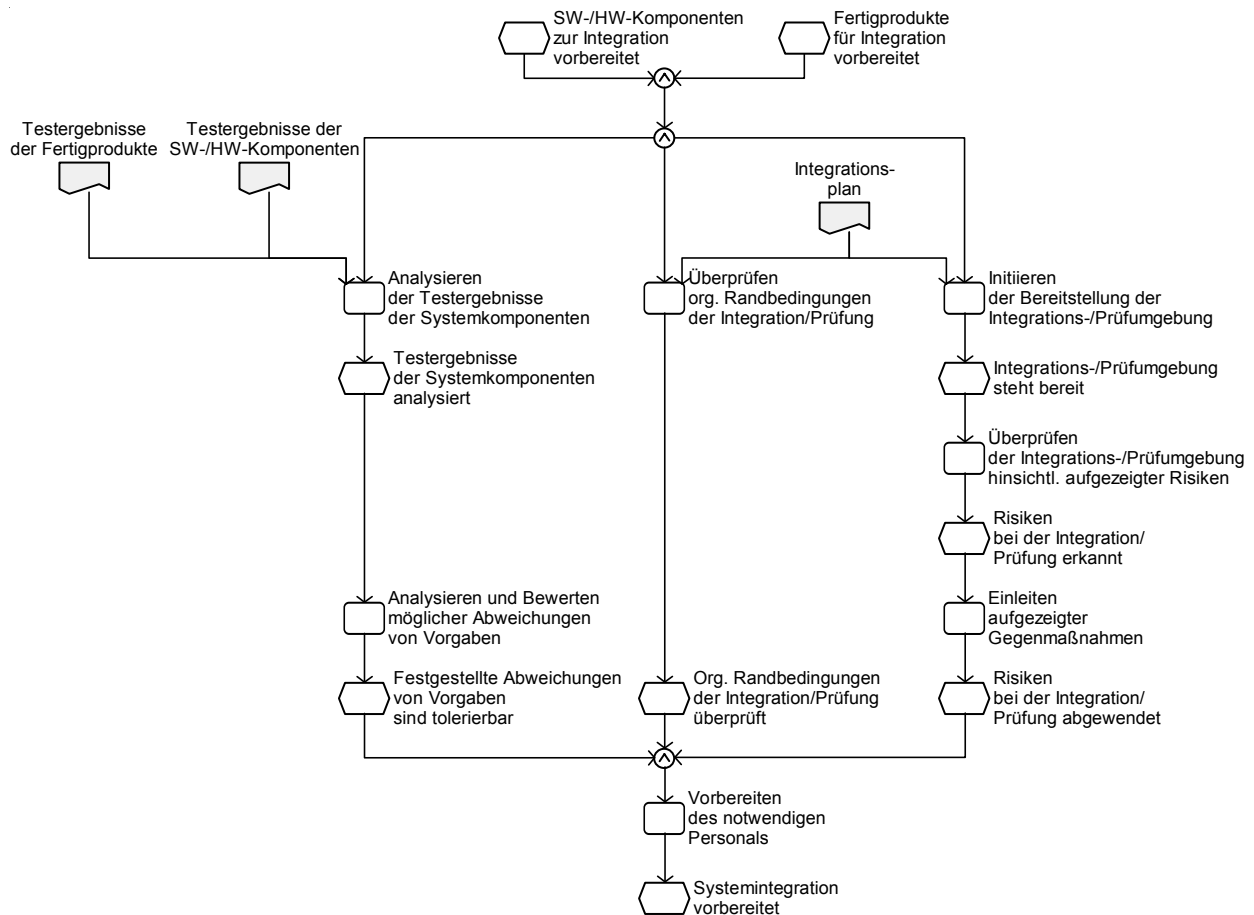 SW-/HW-Komponenten
zur Integration
vorbereitet
Fertigprodukte
für Integration
vorbereitet
Testergebnisse
der Fertigprodukte
Testergebnisse der
SW-/HW-Komponenten
Integrations-
plan
Analysieren
der Testergebnisse
der Systemkomponenten
Überprüfen
org. Randbedingungen
der Integration/Prüfung
Initiieren
der Bereitstellung der
Integrations-/Prüfumgebung
Testergebnisse
der Systemkomponenten
analysiert
Integrations-/Prüfumgebung
steht bereit
Überprüfen
der Integrations-/Prüfumgebung
hinsichtl. aufgezeigter Risiken
Risiken
bei der Integration/
Prüfung erkannt
Analysieren und Bewerten
möglicher Abweichungen
von Vorgaben
Einleiten
aufgezeigter
Gegenmaßnahmen
Festgestellte Abweichungen
von Vorgaben
sind tolerierbar
Org. Randbedingungen
der Integration/Prüfung
überprüft
Risiken
bei der Integration/
Prüfung abgewendet
Vorbereiten
des notwendigen
Personals
Systemintegration
vorbereitet